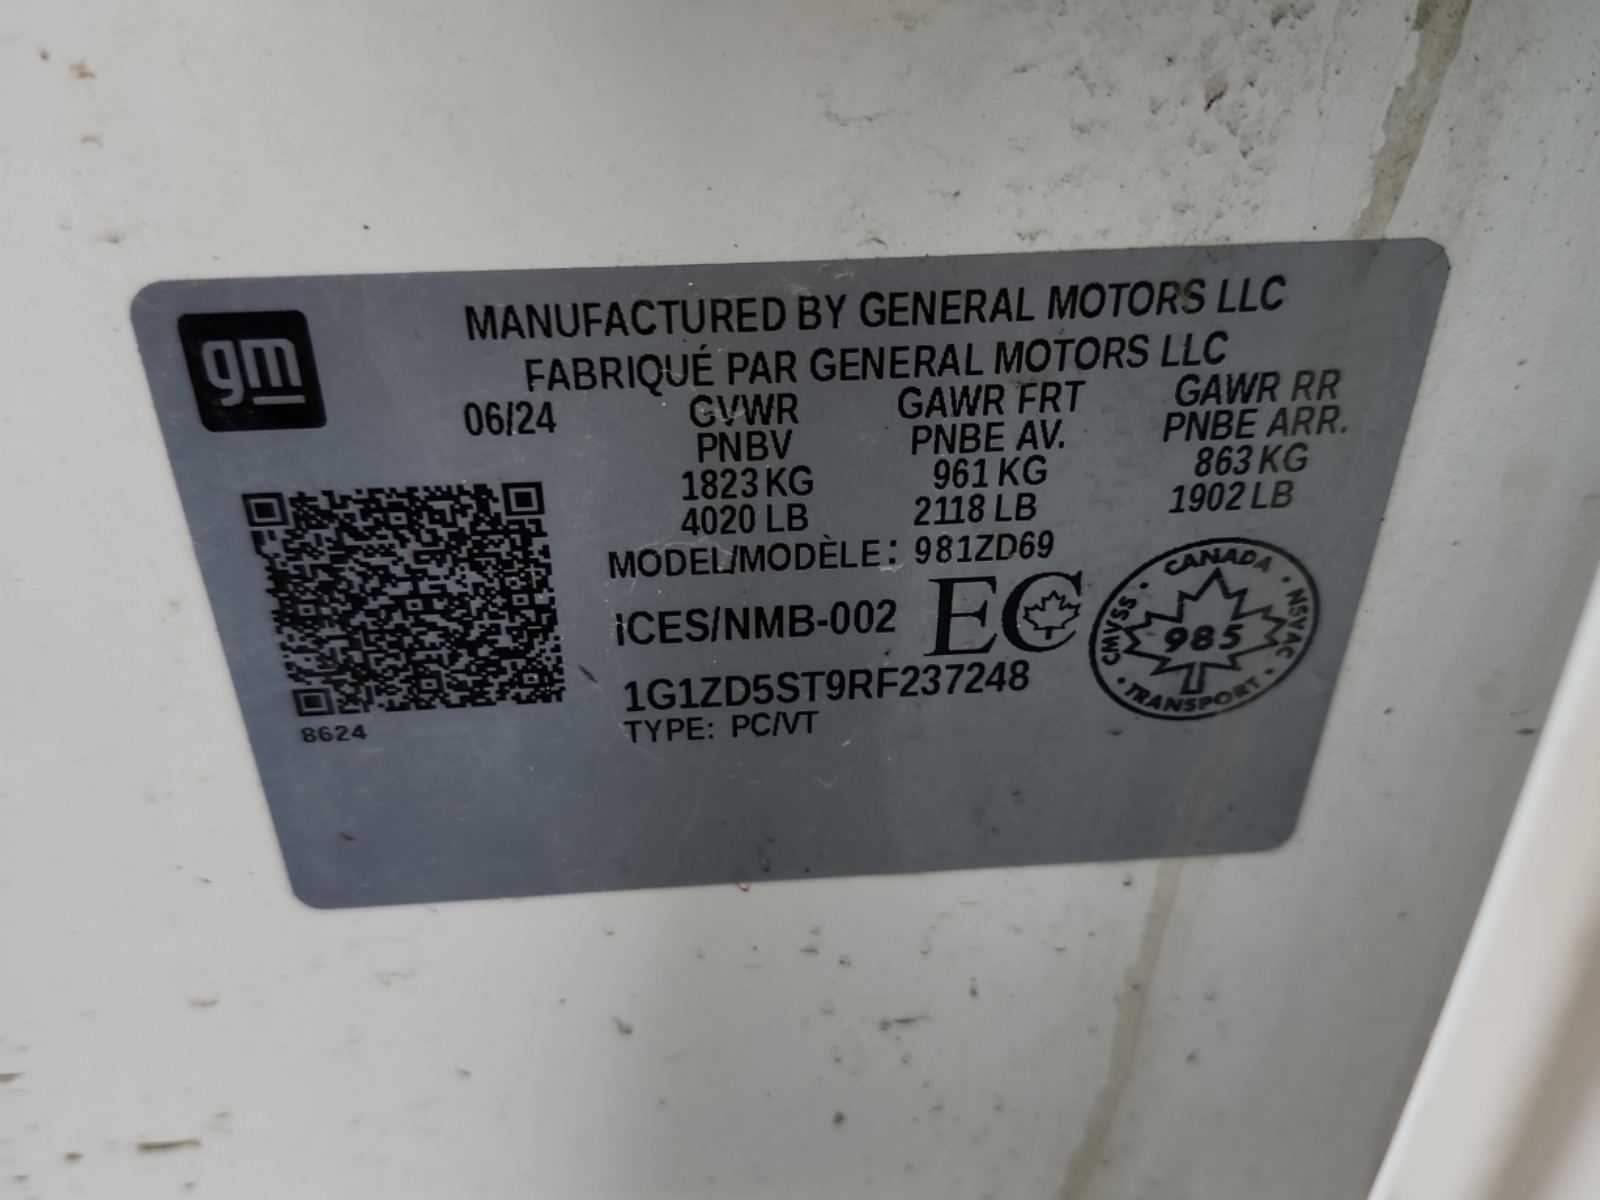 gm
MANUFACTURED BY GENERAL MOTORS LLC
FABRIQUÉ PAR GENERAL MOTORS LLC
06/24 GVWR GAWR FRT GAWR RR
PNBV PNBE AV. PNBE ARR.
1823 KG 961 KG 863 KG
4020 LB 2118 LB 1902 LB
MODEL/MODÈLE: 981ZD69
ICES/NMB-002 EC
1G1ZD5ST9RF237248
TYPE: PC/VT
8624
CANADA
CMVSS 985 NSVAC
TRANSPORT